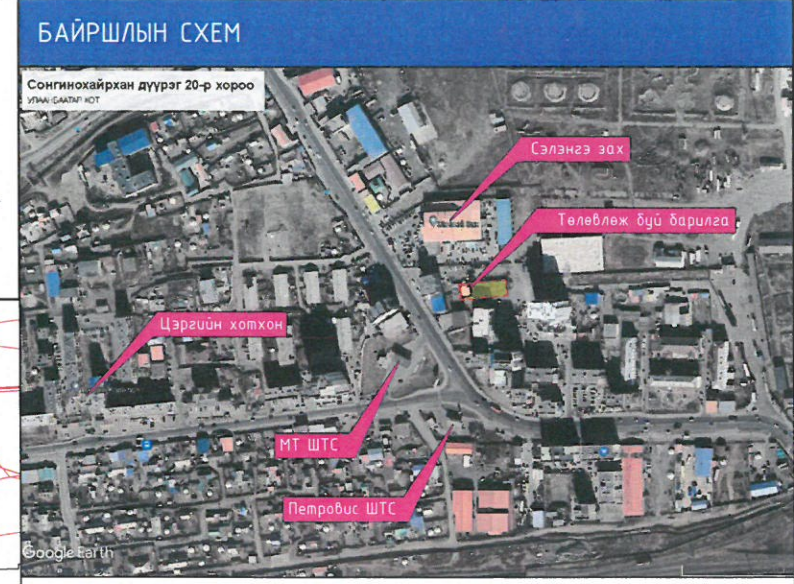 БАЙРШЛЫН СХЕМ
Сонгинохайрхан дүүрэг 20-р хороо
УЛААНБААТАР ХОТ
Сэлэнгэ зах
Төлөвлөж буй барилга
Цэргийн хотхон
МТ ШТС
Петровис ШТС
Google Earth